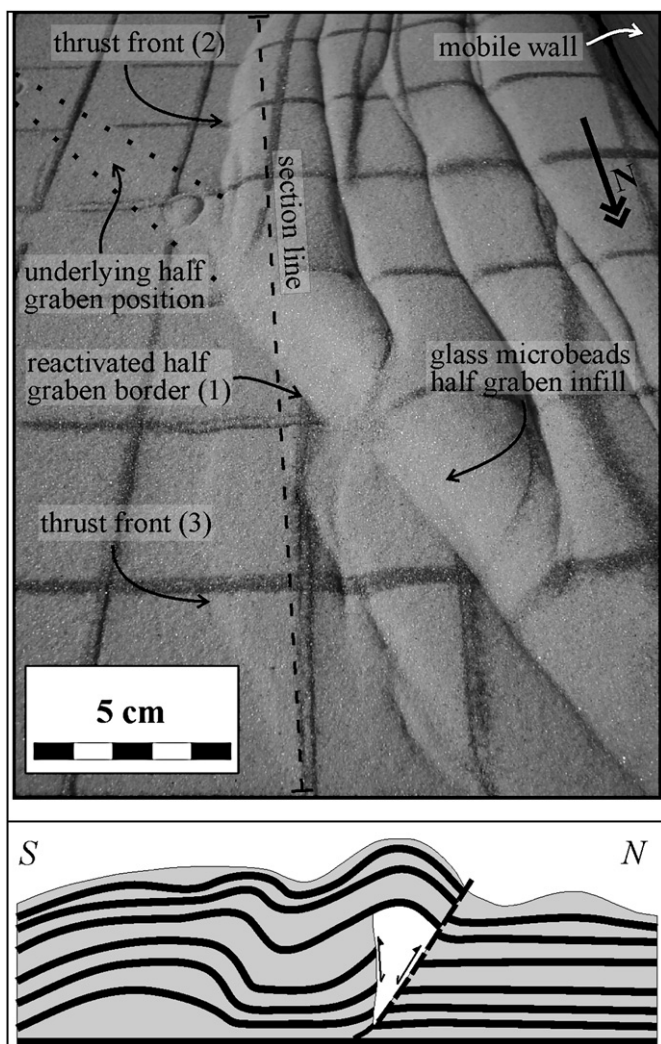 thrust front (2)
mobile wall
section line
N
underlying half
graben position
reactivated half
graben border (1)
glass microbeads
half graben infill
thrust front (3)
5 cm
S
N